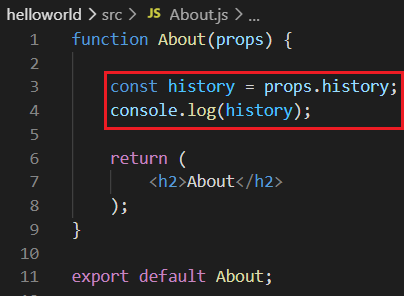 helloworld > src > JS About.js > ...
1 function About(props) {
2
3 const history = props.history;
4 console.log(history);
5
6 return (
7 <h2>About</h2>
8 );
9 }
10
11 export default About;